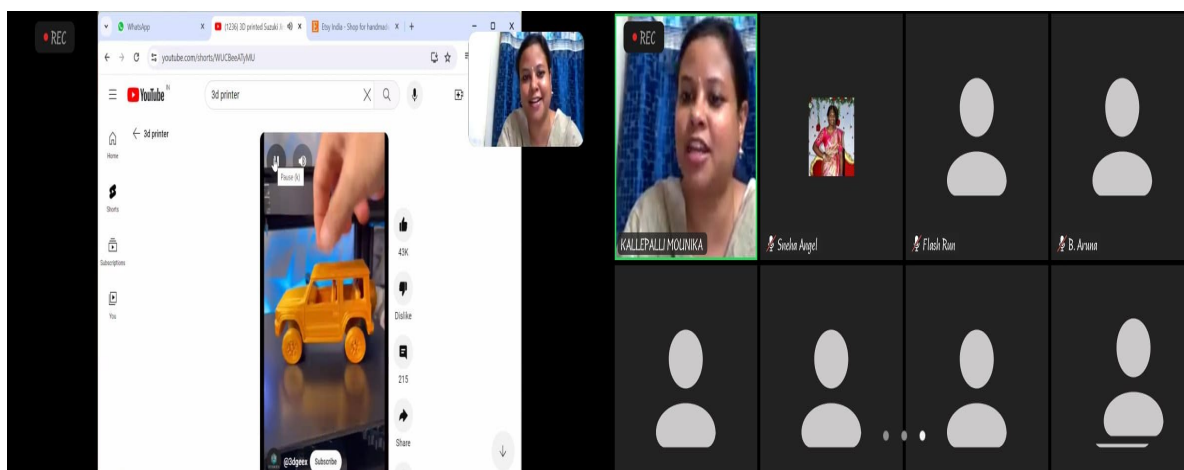 REC
WhatsApp
(1236) 3D printed Suzuki Ji
Etsy India - Shop for handmade
youtube.com/shorts/WUCBeeATyMU
YouTube IN
3d printer
3d printer
Home
Shorts
Subscriptions
You
Pause (k)
43K
Dislike
215
Share
@3dgeex
Subscribe
REC
KALLEPALLI MOUNIKA
Sneha Angel
Flash Run
B. Aruna